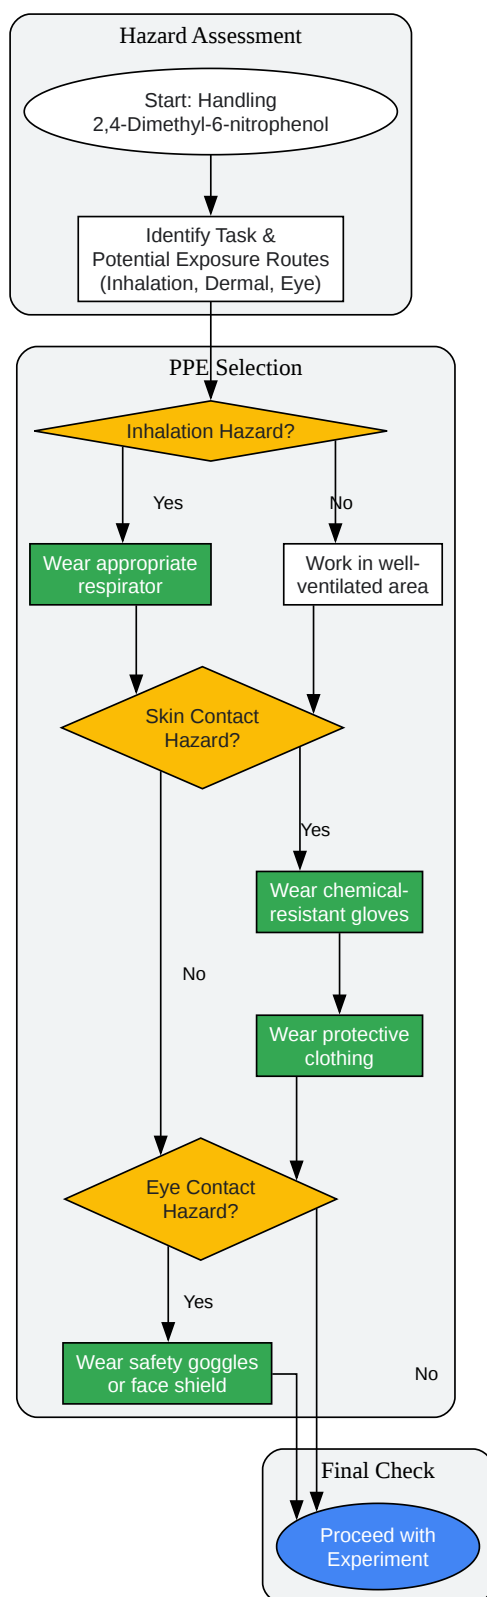 Hazard Assessment
Start: Handling
2,4-Dimethyl-6-nitrophenol
Identify Task &
Potential Exposure Routes
(Inhalation, Dermal, Eye)
PPE Selection
Inhalation Hazard?
Yes
No
Wear appropriate
respirator
Work in well-
ventilated area
Skin Contact
Hazard?
Yes
Wear chemical-
resistant gloves
No
Wear protective
clothing
Eye Contact
Hazard?
Yes
Wear safety goggles
or face shield
No
Final Check
Proceed with
Experiment